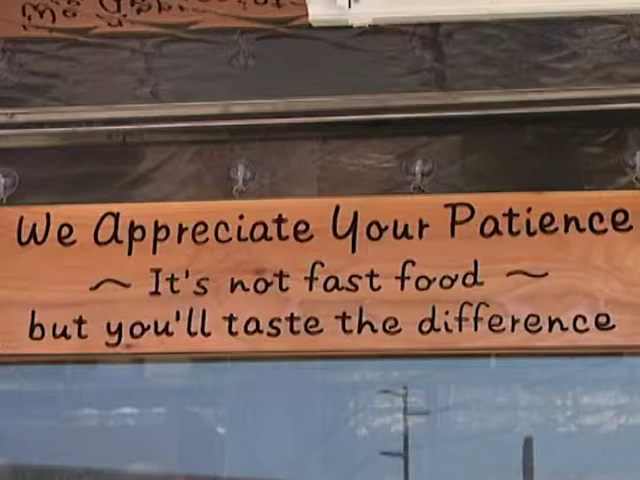 We Appreciate Your Patience
~ It's not fast food ~
but you'll taste the difference